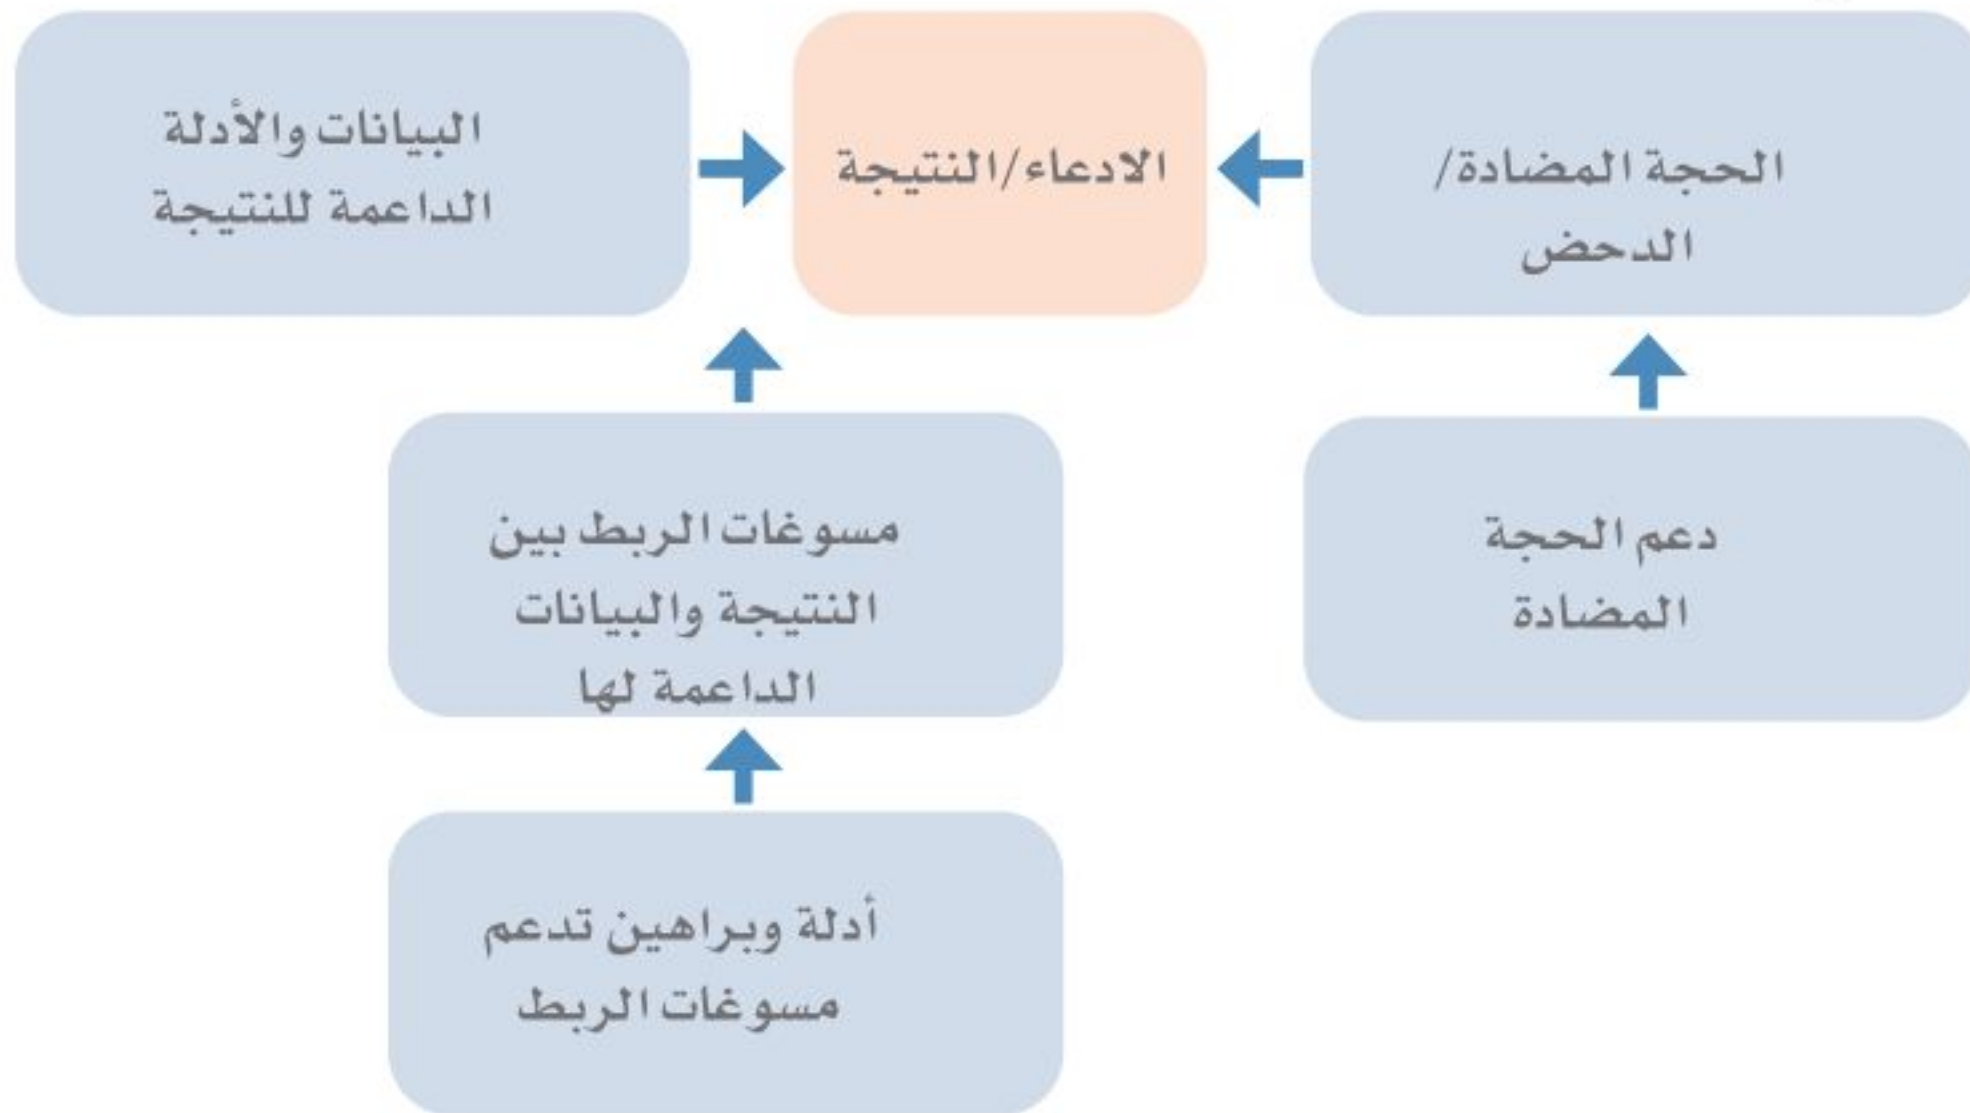 الحجة المضادة/
الدحض
الادعاء/النتيجة
البيانات والأدلة
الداعمة للنتيجة
دعم الحجة
المضادة
مسوغات الربط بين
النتيجة والبيانات
الداعمة لها
أدلة وبراهين تدعم
مسوغات الربط